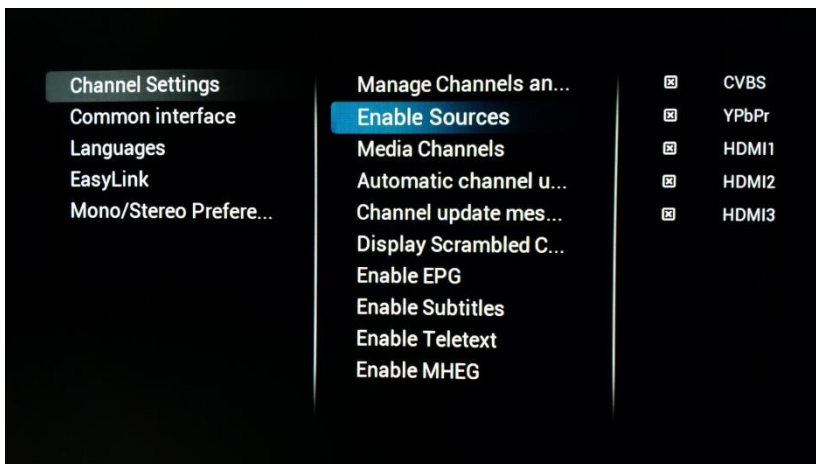 Channel Settings
Common interface
Languages
EasyLink
Mono/Stereo Prefere...
Manage Channels an...
Enable Sources
Media Channels
Automatic channel u...
Channel update mes...
Display Scrambled C...
Enable EPG
Enable Subtitles
Enable Teletext
Enable MHEG
CVBS
YPbPr
HDMI1
HDMI2
HDMI3